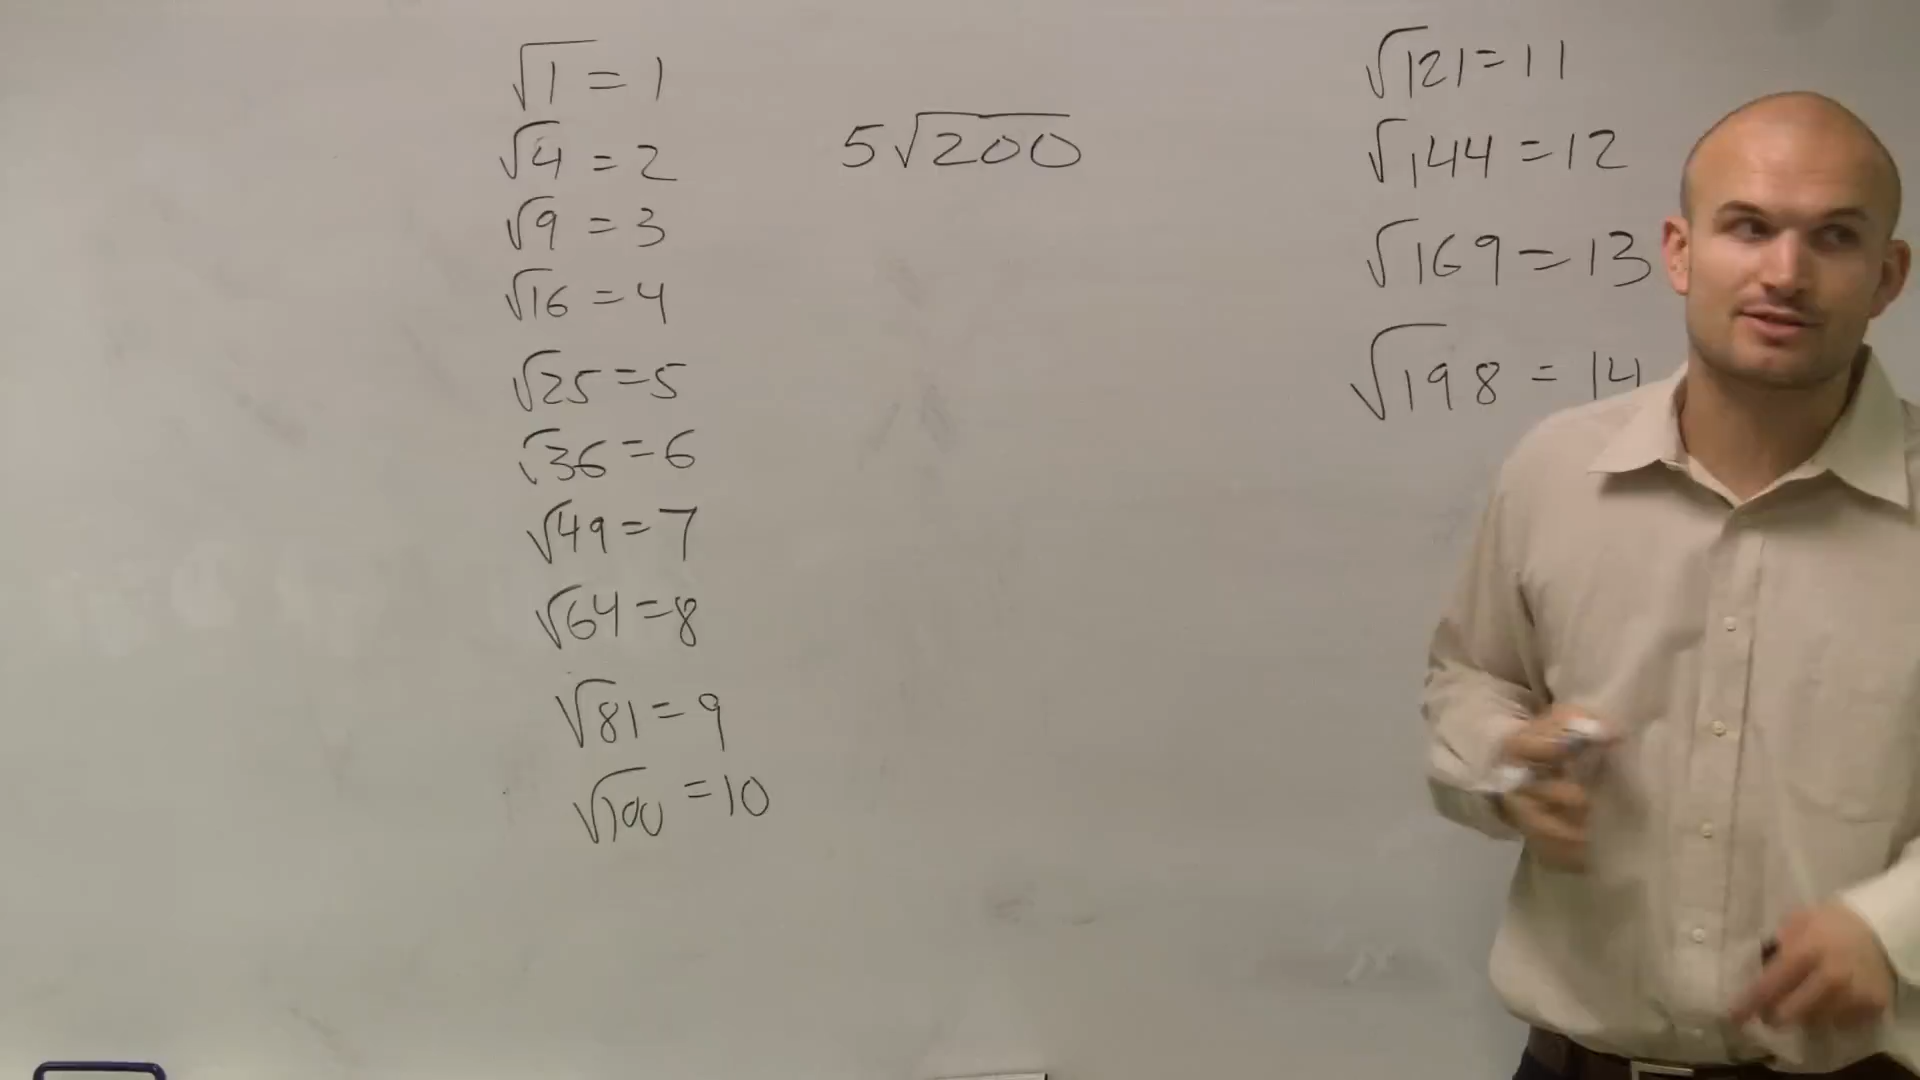 √1 = 1
√4 = 2
√9 = 3
√16 = 4
√25 = 5
√36 = 6
√49 = 7
√64 = 8
√81 = 9
√100 = 10
5√200
√121 = 11
√144 = 12
√169 = 13
√198 = 14